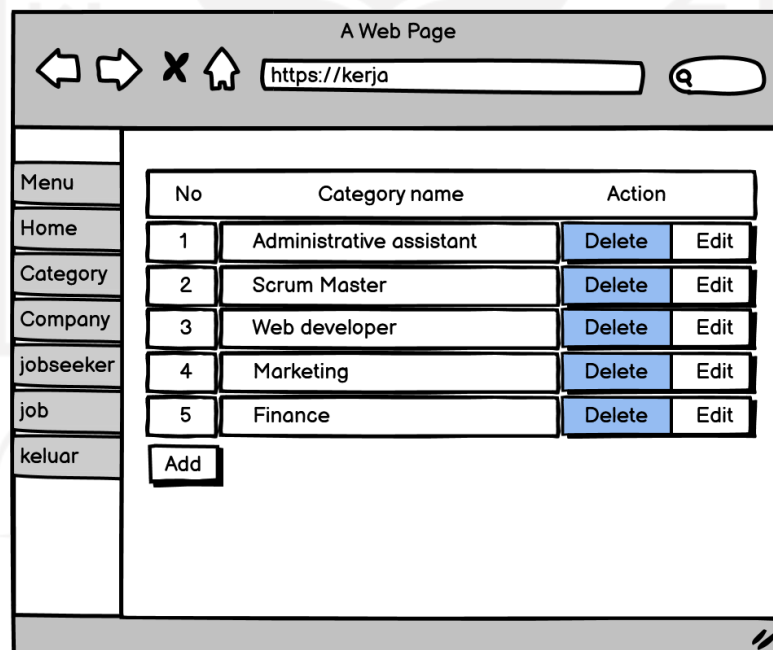 A Web Page
https://kerja
Menu
Home
Category
Company
jobseeker
job
keluar
No Category name Action
1 Administrative assistant Delete Edit
2 Scrum Master Delete Edit
3 Web developer Delete Edit
4 Marketing Delete Edit
5 Finance Delete Edit
Add